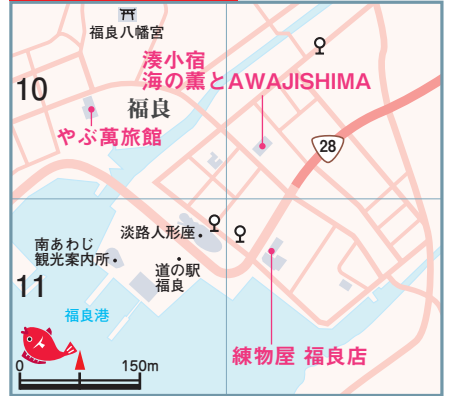 福良八幡宮
湊小宿
海の薫とAWAJISHIMA
10
福良
やぶ萬旅館
28
淡路人形座
南あわじ
観光案内所
道の駅
福良
11
福良港
練物屋 福良店
0
150m